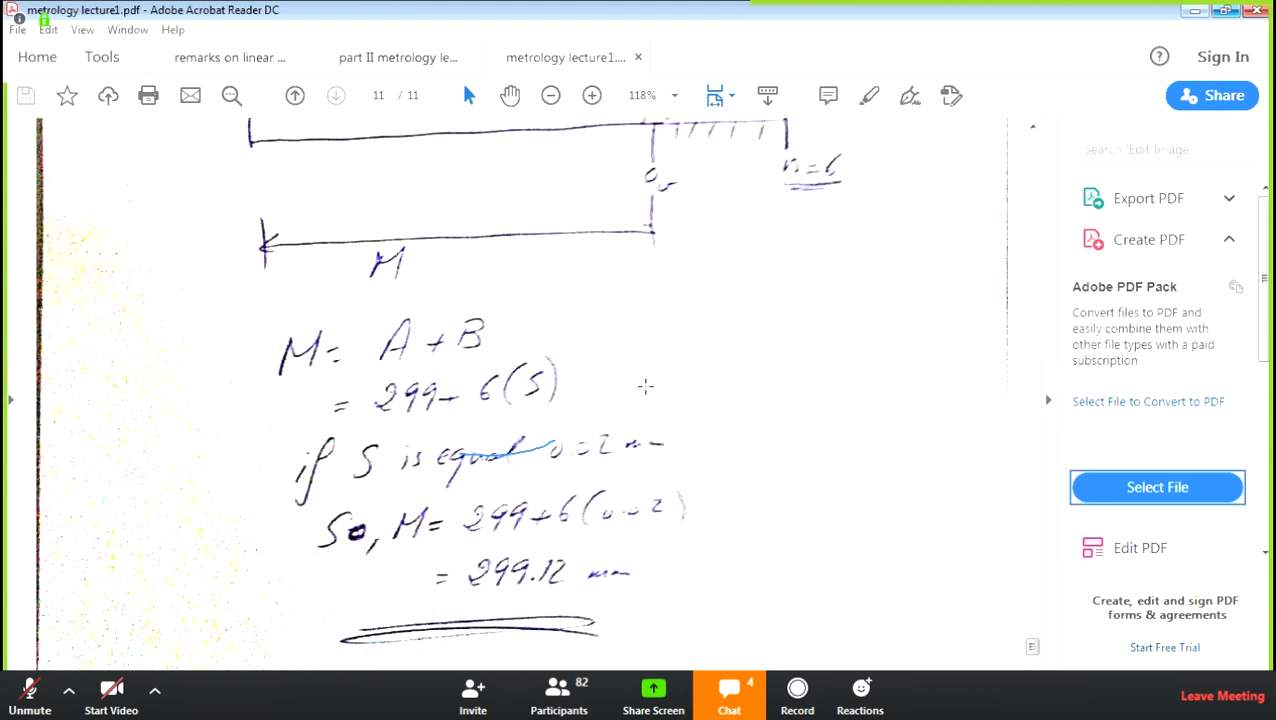 metrology lecture1.pdf - Adobe Acrobat Reader DC
File Edit View Window Help
Home Tools remarks on linear ... part II metrology le... metrology lecture1.... × Sign In
11 / 11 118% Share
n=6
0v
M
M= A + B
= 299+ 6(S)
if S is equal 0.02 mm
So, M= 299+6(0.02)
= 299.12 mm
Search 'Edit Image'
Export PDF
Create PDF
Adobe PDF Pack
Convert files to PDF and
easily combine them with
other file types with a paid
subscription
Select File to Convert to PDF
Select File
Edit PDF
Create, edit and sign PDF
forms & agreements
Start Free Trial
Unmute Start Video Invite Participants 82 Share Screen Chat 4 Record Reactions Leave Meeting